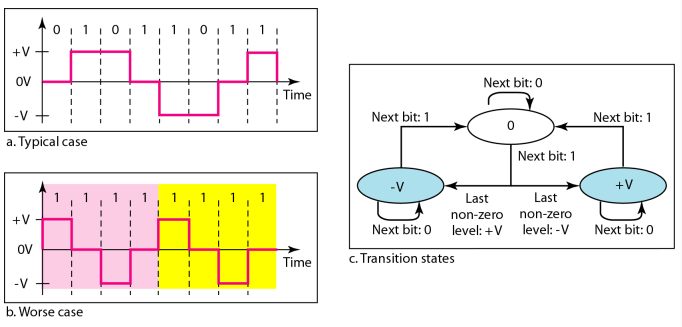 0 1 0 1 1 0 1 1
+V
0V
Time
-V
a. Typical case
1 1 1 1 1 1 1 1
+V
0V
Time
-V
b. Worse case
Next bit: 0
Next bit: 1
Next bit: 1
0
Next bit: 1
-V
+V
Last
non-zero
level: +V
Last
non-zero
level: -V
Next bit: 0
Next bit: 0
c. Transition states